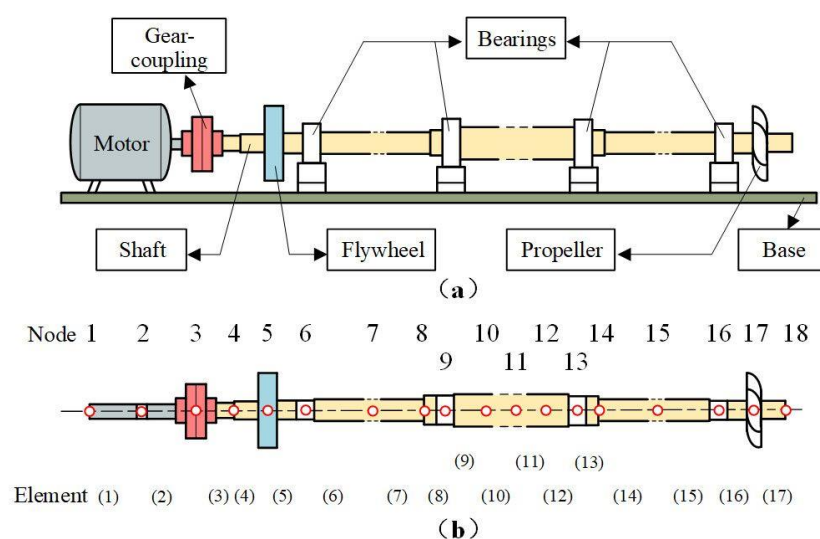 Gear-
coupling
Bearings
Motor
Shaft
Flywheel
Propeller
Base
（a）
Node 1 2 3 4 5 6 7 8 10 12 14 15 16 17 18
9 11 13
(9) (11) (13)
Element (1) (2) (3) (4) (5) (6) (7) (8) (10) (12) (14) (15) (16) (17)
（b）